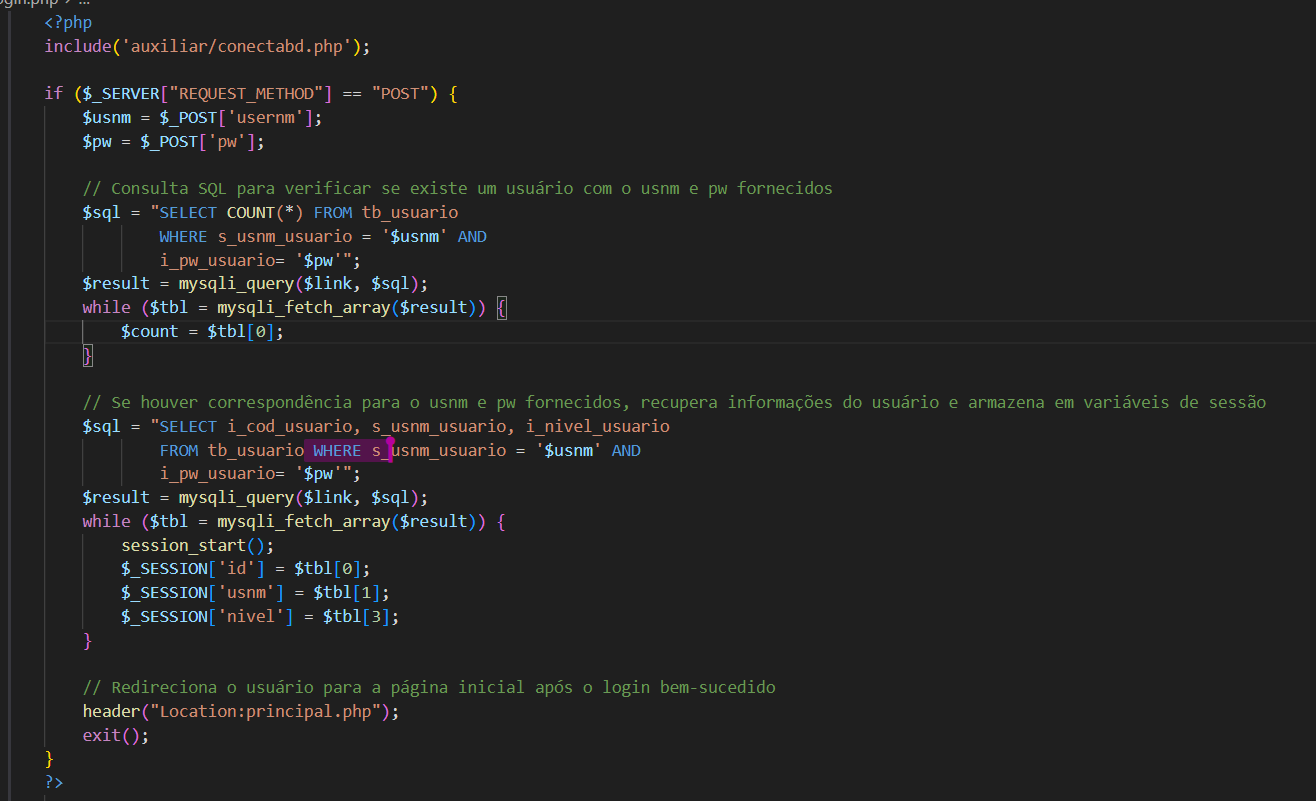 ogin.php > ...
<?php
include('auxiliar/conectabd.php');
if ($_SERVER["REQUEST_METHOD"] == "POST") {
$usnm = $_POST['usernm'];
$pw = $_POST['pw'];
// Consulta SQL para verificar se existe um usuário com o usnm e pw fornecidos
$sql = "SELECT COUNT(*) FROM tb_usuario
WHERE s_usnm_usuario = '$usnm' AND
i_pw_usuario= '$pw'";
$result = mysqli_query($link, $sql);
while ($tbl = mysqli_fetch_array($result)) {
$count = $tbl[0];
}
// Se houver correspondência para o usnm e pw fornecidos, recupera informações do usuário e armazena em variáveis de sessão
$sql = "SELECT i_cod_usuario, s_usnm_usuario, i_nivel_usuario
FROM tb_usuario WHERE s_usnm_usuario = '$usnm' AND
i_pw_usuario= '$pw'";
$result = mysqli_query($link, $sql);
while ($tbl = mysqli_fetch_array($result)) {
session_start();
$_SESSION['id'] = $tbl[0];
$_SESSION['usnm'] = $tbl[1];
$_SESSION['nivel'] = $tbl[3];
}
// Redireciona o usuário para a página inicial após o login bem-sucedido
header("Location:principal.php");
exit();
}
?>